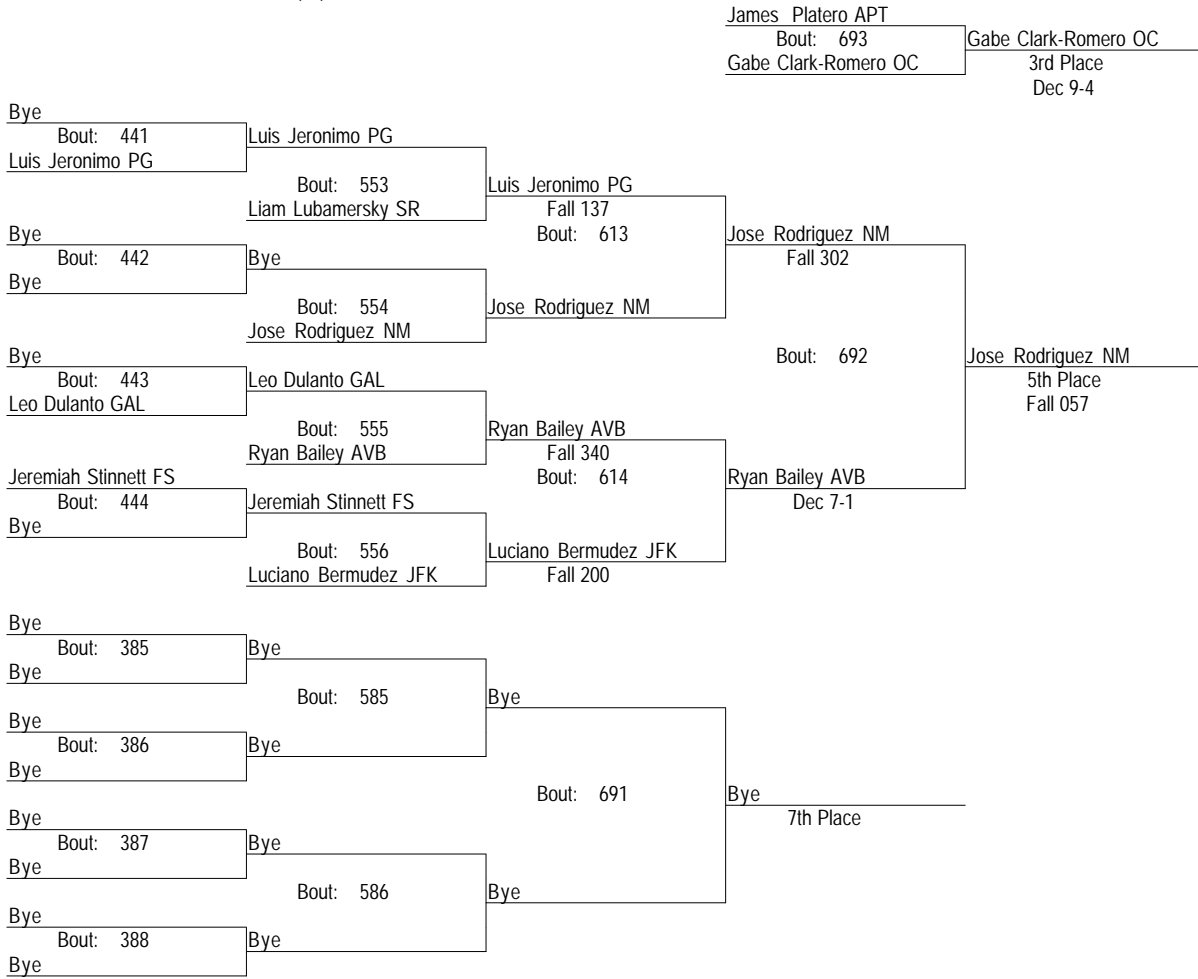 James Platero APT
Bout: 693
Gabe Clark-Romero OC
Gabe Clark-Romero OC
3rd Place
Dec 9-4
Bye
Bout: 441
Luis Jeronimo PG
Luis Jeronimo PG
Bout: 553
Liam Lubamersky SR
Luis Jeronimo PG
Fall 137
Bout: 613
Bye
Bout: 442
Bye
Bye
Bout: 554
Jose Rodriguez NM
Jose Rodriguez NM
Jose Rodriguez NM
Fall 302
Bout: 692
Jose Rodriguez NM
5th Place
Fall 057
Bye
Bout: 443
Leo Dulanto GAL
Leo Dulanto GAL
Bout: 555
Ryan Bailey AVB
Ryan Bailey AVB
Fall 340
Bout: 614
Ryan Bailey AVB
Dec 7-1
Jeremiah Stinnett FS
Bout: 444
Bye
Jeremiah Stinnett FS
Bout: 556
Luciano Bermudez JFK
Luciano Bermudez JFK
Fall 200
Bye
Bout: 385
Bye
Bye
Bout: 585
Bye
Bye
Bout: 386
Bye
Bye
Bout: 691
Bye
7th Place
Bye
Bout: 387
Bye
Bye
Bout: 586
Bye
Bye
Bout: 388
Bye
Bye